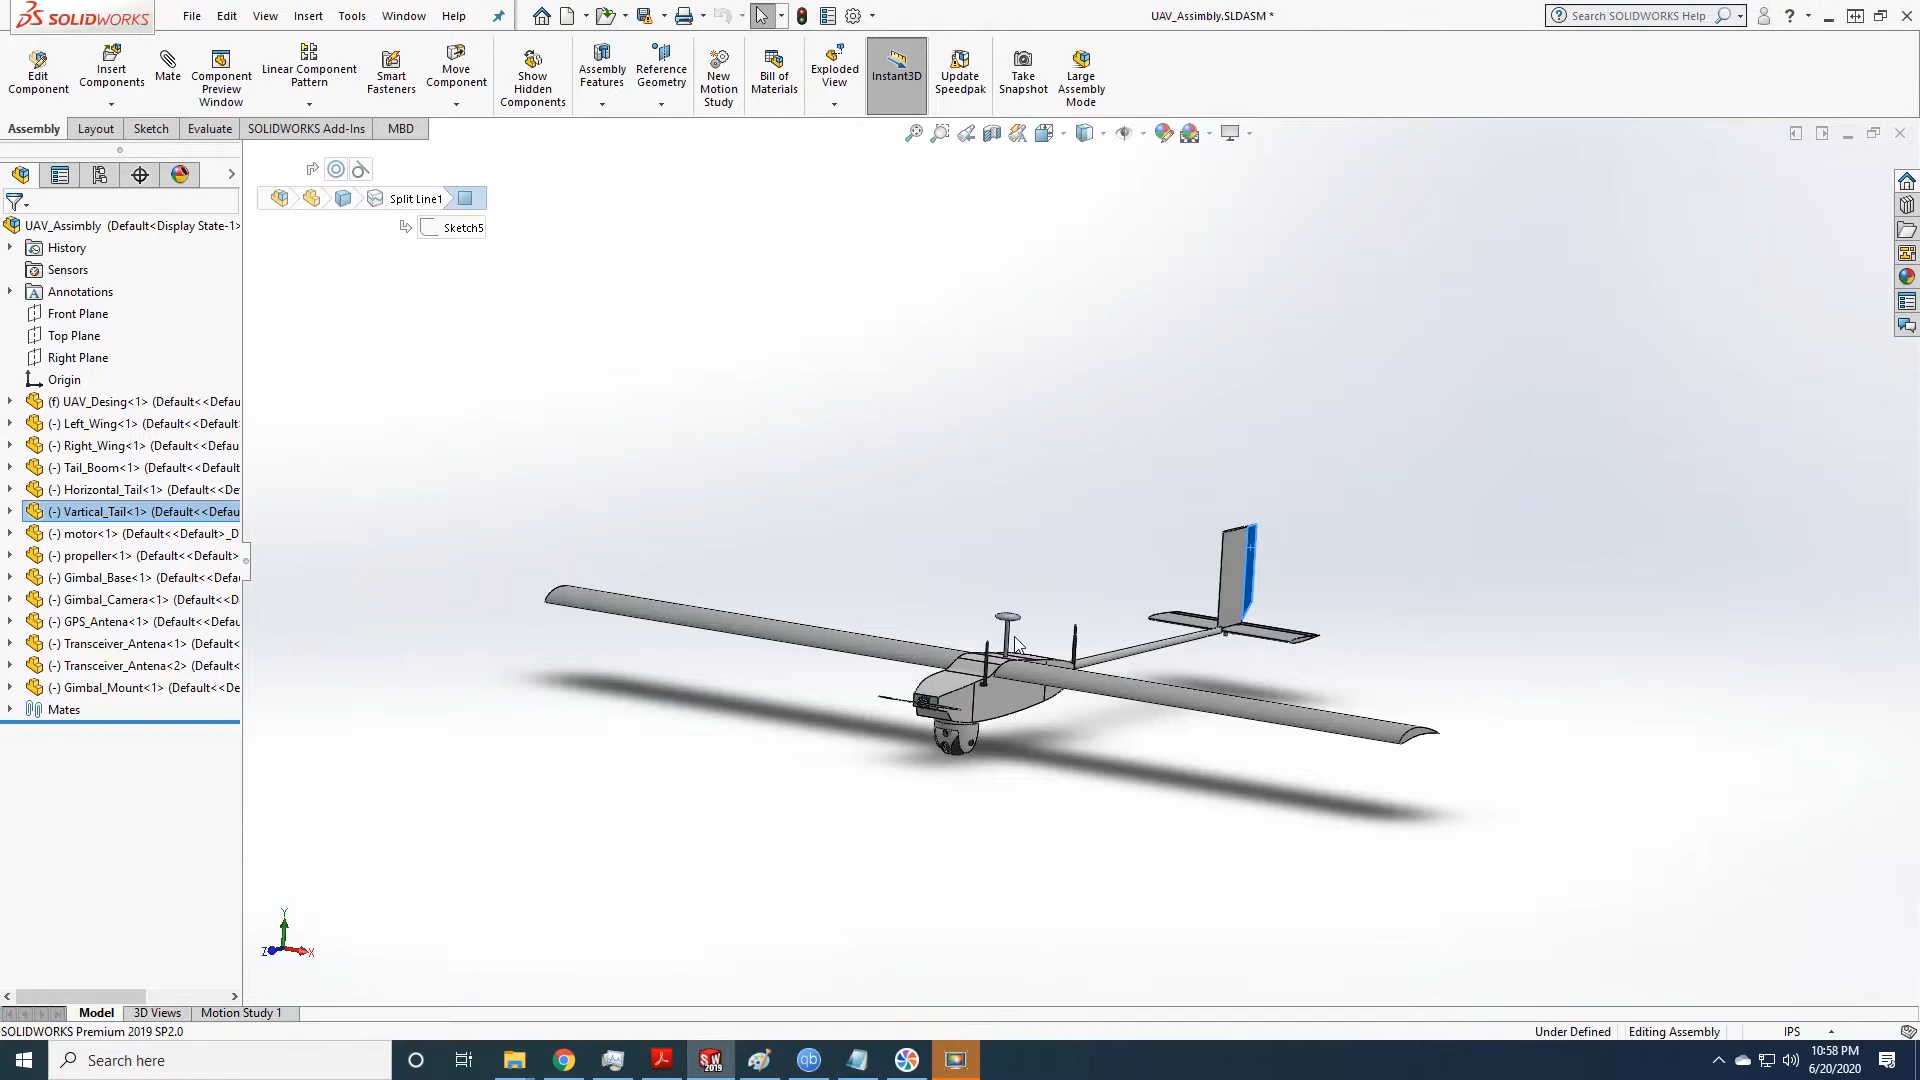 SOLIDWORKS File Edit View Insert Tools Window Help UAV_Assimbly.SLDASM * Search SOLIDWORKS Help
Edit Component
Insert Components
Mate
Component Preview Window
Linear Component Pattern
Smart Fasteners
Move Component
Show Hidden Components
Assembly Features
Reference Geometry
New Motion Study
Bill of Materials
Exploded View
Instant3D
Update Speedpak
Take Snapshot
Large Assembly Mode
Assembly Layout Sketch Evaluate SOLIDWORKS Add-Ins MBD
Split Line1
Sketch5
UAV_Assimbly (Default<Display State-1>
History
Sensors
Annotations
Front Plane
Top Plane
Right Plane
Origin
(f) UAV_Desing<1> (Default<<Defau
(-) Left_Wing<1> (Default<<Default
(-) Right_Wing<1> (Default<<Defau
(-) Tail_Boom<1> (Default<<Default
(-) Horizontal_Tail<1> (Default<<De
(-) Vartical_Tail<1> (Default<<Defau
(-) motor<1> (Default<<Default>_D
(-) propeller<1> (Default<<Default>
(-) Gimbal_Base<1> (Default<<Defau
(-) Gimbal_Camera<1> (Default<<D
(-) GPS_Antena<1> (Default<<Defau
(-) Transceiver_Antena<1> (Default<
(-) Transceiver_Antena<2> (Default<
(-) Gimbal_Mount<1> (Default<<De
Mates
Y
Z X
Model 3D Views Motion Study 1
SOLIDWORKS Premium 2019 SP2.0 Under Defined Editing Assembly IPS
Search here
SW 2019
qb
10:58 PM
6/20/2020